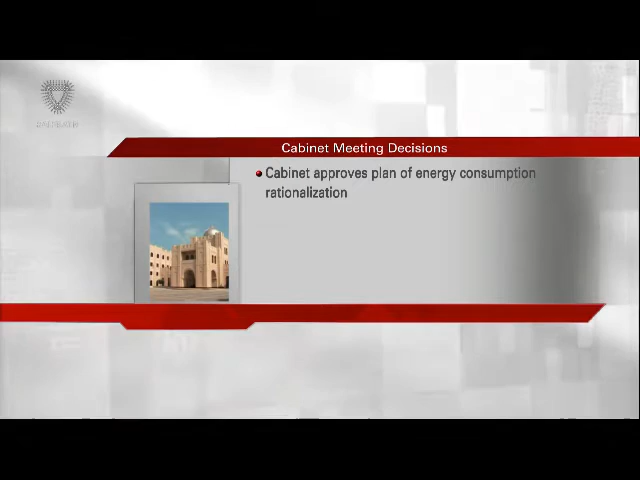 Cabinet Meeting Decisions
Cabinet approves plan of energy consumption
rationalization